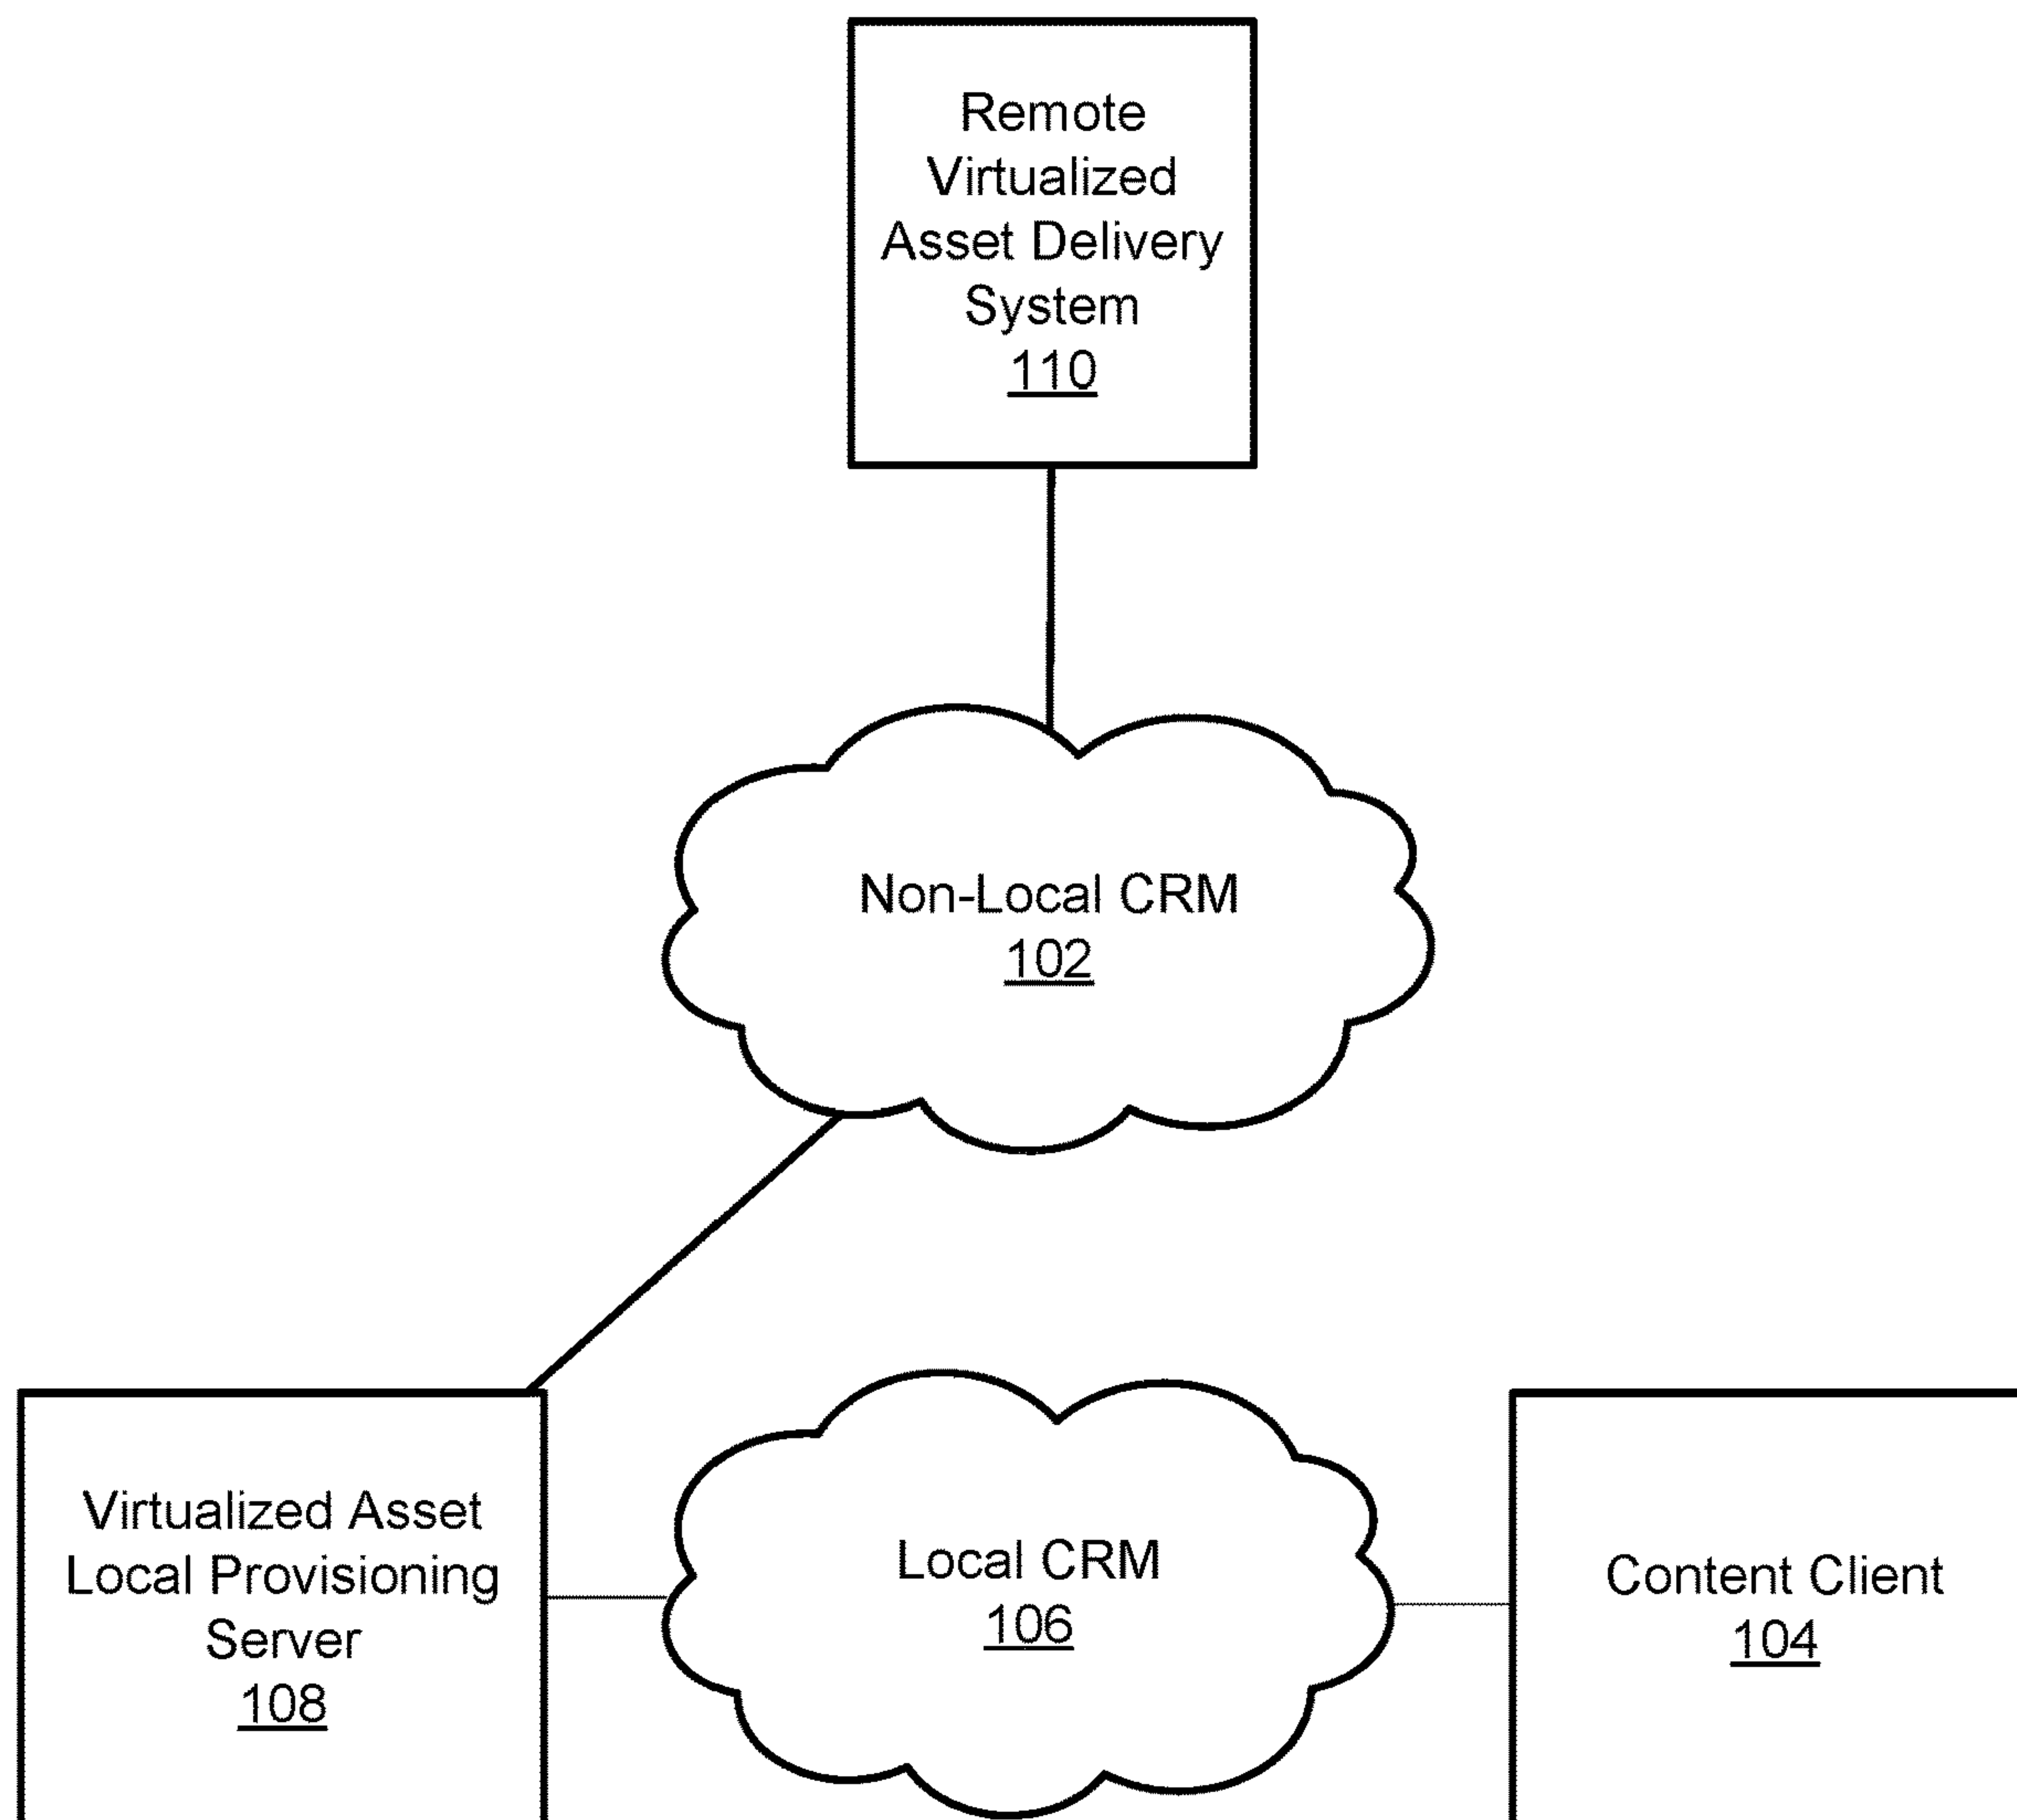 Remote
Virtualized
Asset Delivery
System
110
Non-Local CRM
102
Virtualized Asset
Local Provisioning
Server
108
Local CRM
106
Content Client
104